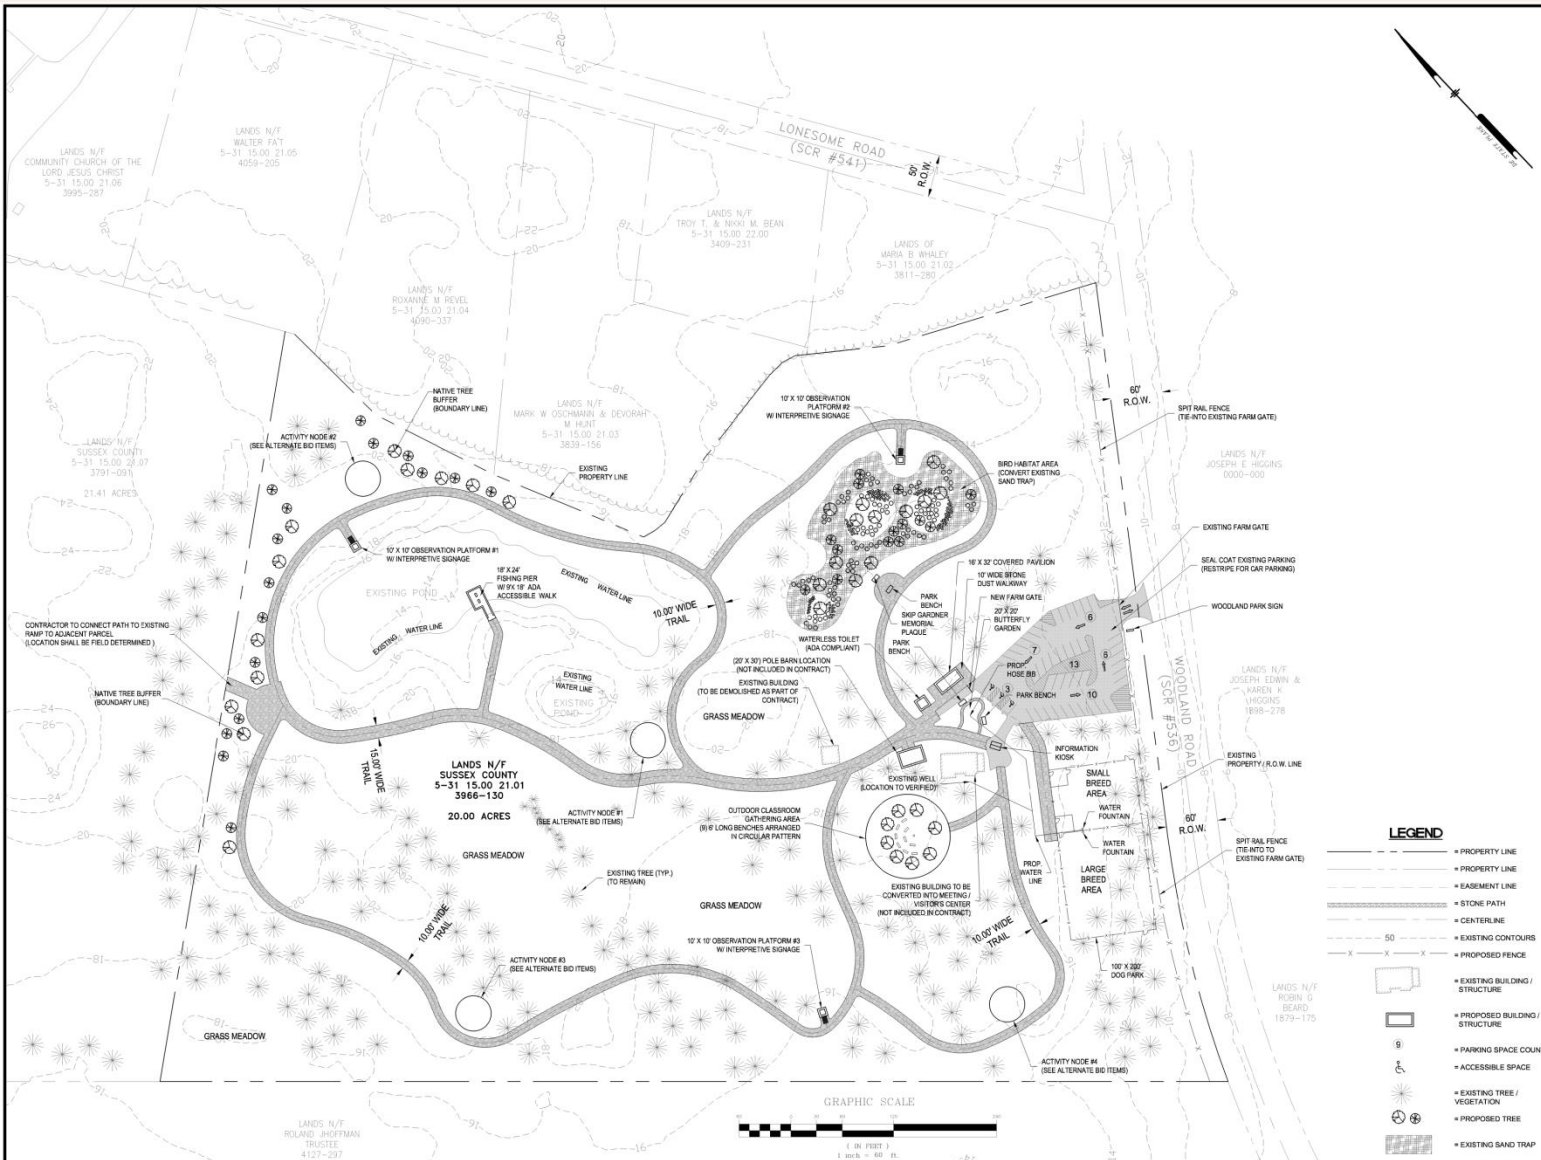 LONESOME ROAD
(SCR #541)
50'
R.O.W.
DE STATE PLANE
LANDS N/F
COMMUNITY CHURCH OF THE
LORD JESUS CHRIST
5-31 15.00 21.06
3995-287
LANDS N/F
WALTER FAT
5-31 15.00 21.05
4059-205
LANDS N/F
TROY T. & NIKKI M. BEAN
5-31 15.00 22.00
3409-231
LANDS OF
MARIA B WHALEY
5-31 15.00 21.02
3811-280
LANDS N/F
ROXANNE M REVEL
5-31 15.00 21.04
LANDS N/F
MARK W OSCHMANN & DEVORAH
M HUNT
5-31 15.00 21.03
3839-156
LANDS N/F
SUSSEX COUNTY
5-31 15.00 21.07
3791-091
21.41 ACRES
LANDS N/F
JOSEPH E HIGGINS
0000-000
LANDS N/F
JOSEPH EDWIN &
KAREN K
HIGGINS
1898-278
LANDS N/F
ROBIN G
BEARD
1879-175
LANDS N/F
ROLAND JHOFFMAN
TRUSTEE
4127-297
NATIVE TREE
BUFFER
(BOUNDARY LINE)
ACTIVITY NODE #2
(SEE ALTERNATE BID ITEMS)
EXISTING
PROPERTY LINE
10' X 10' OBSERVATION
PLATFORM #2
W/ INTERPRETIVE SIGNAGE
60'
R.O.W.
SPIT RAIL FENCE
(TIE-INTO EXISTING FARM GATE)
BIRD HABITAT AREA
(CONVERT EXISTING
SAND TRAP)
EXISTING FARM GATE
SEAL COAT EXISTING PARKING
(RESTRIPE FOR CAR PARKING)
WOODLAND PARK SIGN
10' X 10' OBSERVATION PLATFORM #1
W/ INTERPRETIVE SIGNAGE
18' X 24'
FISHING PIER
W/ 9'X 18' ADA
ACCESSIBLE WALK
EXISTING POND
EXISTING WATER LINE
EXISTING WATER LINE
EXISTING
WATER LINE
EXISTING
POND
10.00' WIDE
TRAIL
16' X 32' COVERED PAVILION
10' WIDE STONE
DUST WALKWAY
NEW FARM GATE
20' X 20'
BUTTERFLY
GARDEN
PARK
BENCH
SKIP GARDNER
MEMORIAL
PLAQUE
PARK
BENCH
WATERLESS TOILET
(ADA COMPLIANT)
(20' X 30') POLE BARN LOCATION
(NOT INCLUDED IN CONTRACT)
EXISTING BUILDING
(TO BE DEMOLISHED AS PART OF
CONTRACT)
GRASS MEADOW
6
7
8
13
3
10
PROP.
HOSE BIB
PARK BENCH
WOODLAND ROAD
(SCR #536)
CONTRACTOR TO CONNECT PATH TO EXISTING
RAMP TO ADJACENT PARCEL
(LOCATION SHALL BE FIELD DETERMINED )
NATIVE TREE BUFFER
(BOUNDARY LINE)
15.00' WIDE
TRAIL
LANDS N/F
SUSSEX COUNTY
5-31 15.00 21.01
3966-130
20.00 ACRES
ACTIVITY NODE #1
(SEE ALTERNATE BID ITEMS)
GRASS MEADOW
EXISTING TREE (TYP.)
(TO REMAIN)
INFORMATION
KIOSK
EXISTING WELL
(LOCATION TO VERIFIED)
OUTDOOR CLASSROOM
GATHERING AREA
(9) 6' LONG BENCHES ARRANGED
IN CIRCULAR PATTERN
SMALL
BREED
AREA
WATER
FOUNTAIN
WATER
FOUNTAIN
LARGE
BREED
AREA
PROP.
WATER
LINE
EXISTING
PROPERTY / R.O.W. LINE
60'
R.O.W.
SPIT RAIL FENCE
(TIE-INTO TO
EXISTING FARM GATE)
EXISTING BUILDING TO BE
CONVERTED INTO MEETING /
VISITOR'S CENTER
(NOT INCLUDED IN CONTRACT)
GRASS MEADOW
10.00' WIDE
TRAIL
10.00' WIDE
TRAIL
10' X 10' OBSERVATION PLATFORM #3
W/ INTERPRETIVE SIGNAGE
ACTIVITY NODE #3
(SEE ALTERNATE BID ITEMS)
100' X 200'
DOG PARK
GRASS MEADOW
ACTIVITY NODE #4
(SEE ALTERNATE BID ITEMS)
GRAPHIC SCALE
( IN FEET )
1 inch = 60 ft.
LEGEND
= PROPERTY LINE
= PROPERTY LINE
= EASEMENT LINE
= STONE PATH
= CENTERLINE
50 = EXISTING CONTOURS
X X X X = PROPOSED FENCE
= EXISTING BUILDING /
STRUCTURE
= PROPOSED BUILDING /
STRUCTURE
9 = PARKING SPACE COUN
= ACCESSIBLE SPACE
= EXISTING TREE /
VEGETATION
= PROPOSED TREE
= EXISTING SAND TRAP